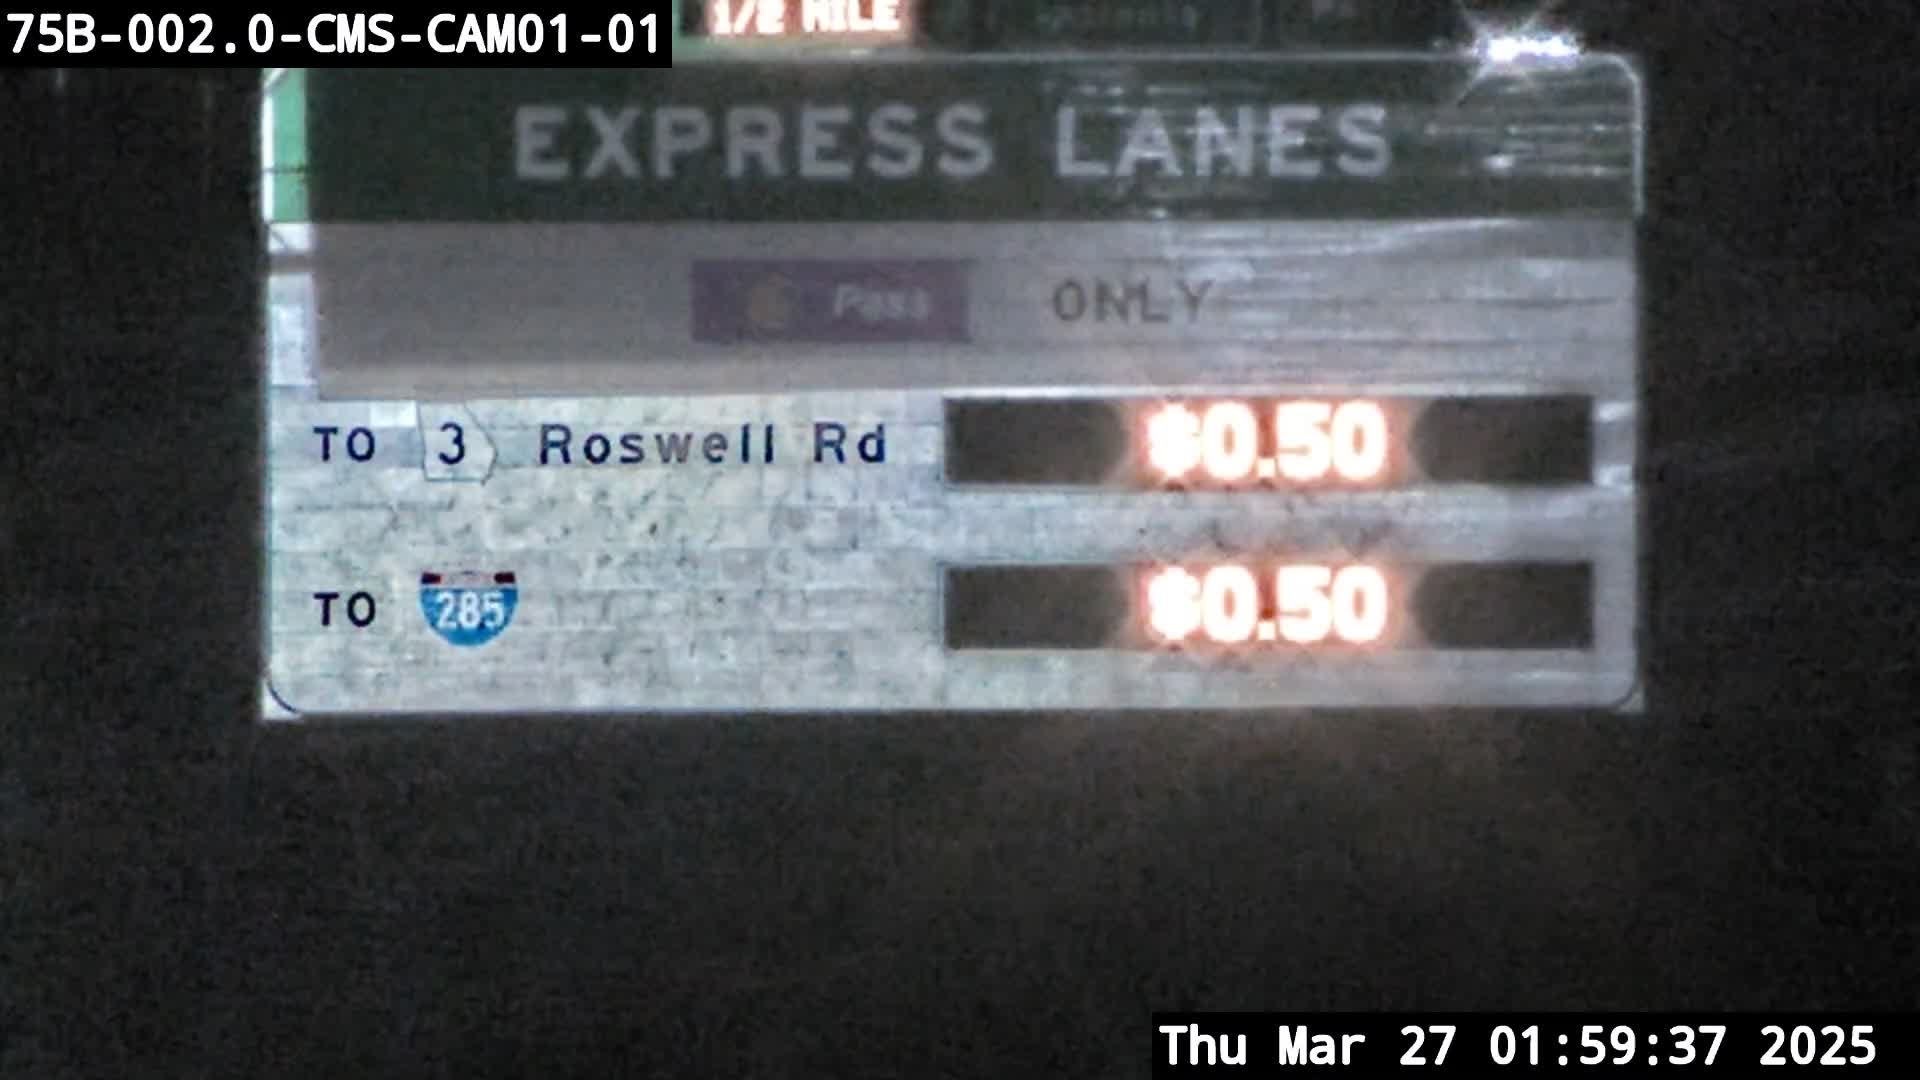 75B-002.0-CMS-CAM01-01
1/2 MILE
EXPRESS LANES
Pass ONLY
TO 3 Roswell Rd $0.50
TO 285 $0.50
Thu Mar 27 01:59:37 2025